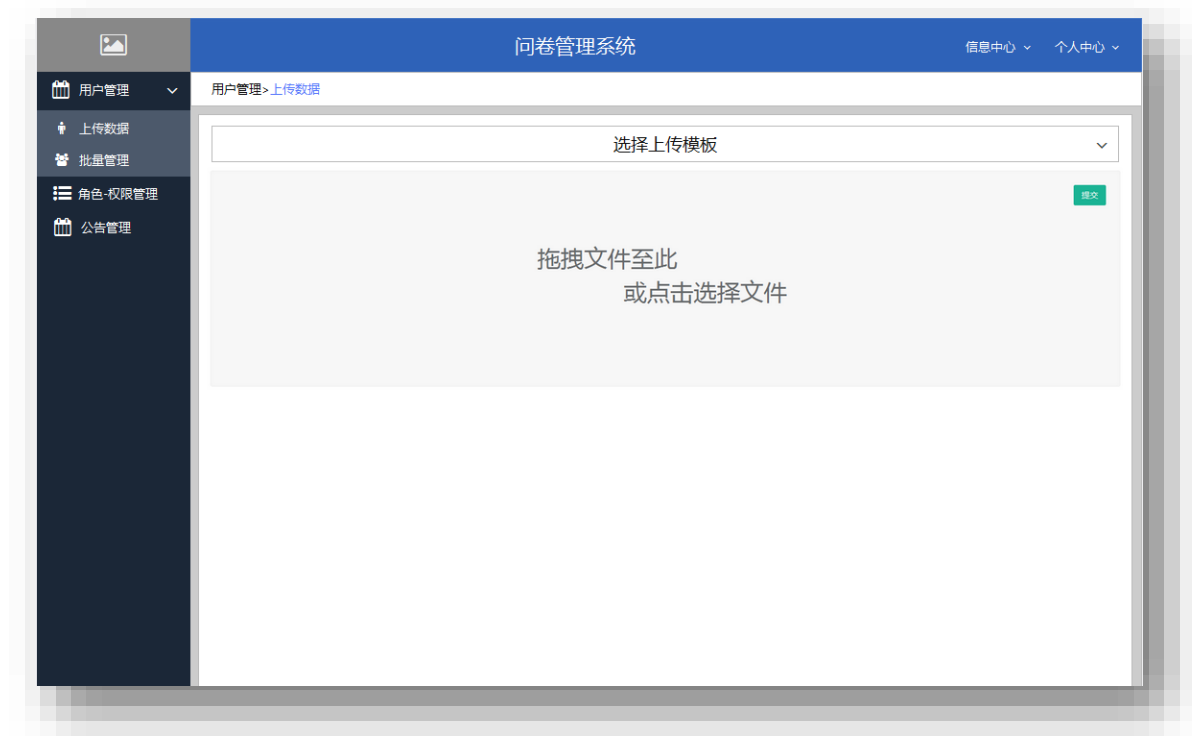 问卷管理系统
信息中心
个人中心
用户管理
用户管理>上传数据
上传数据
批量管理
角色-权限管理
公告管理
选择上传模板
提交
拖拽文件至此
或点击选择文件